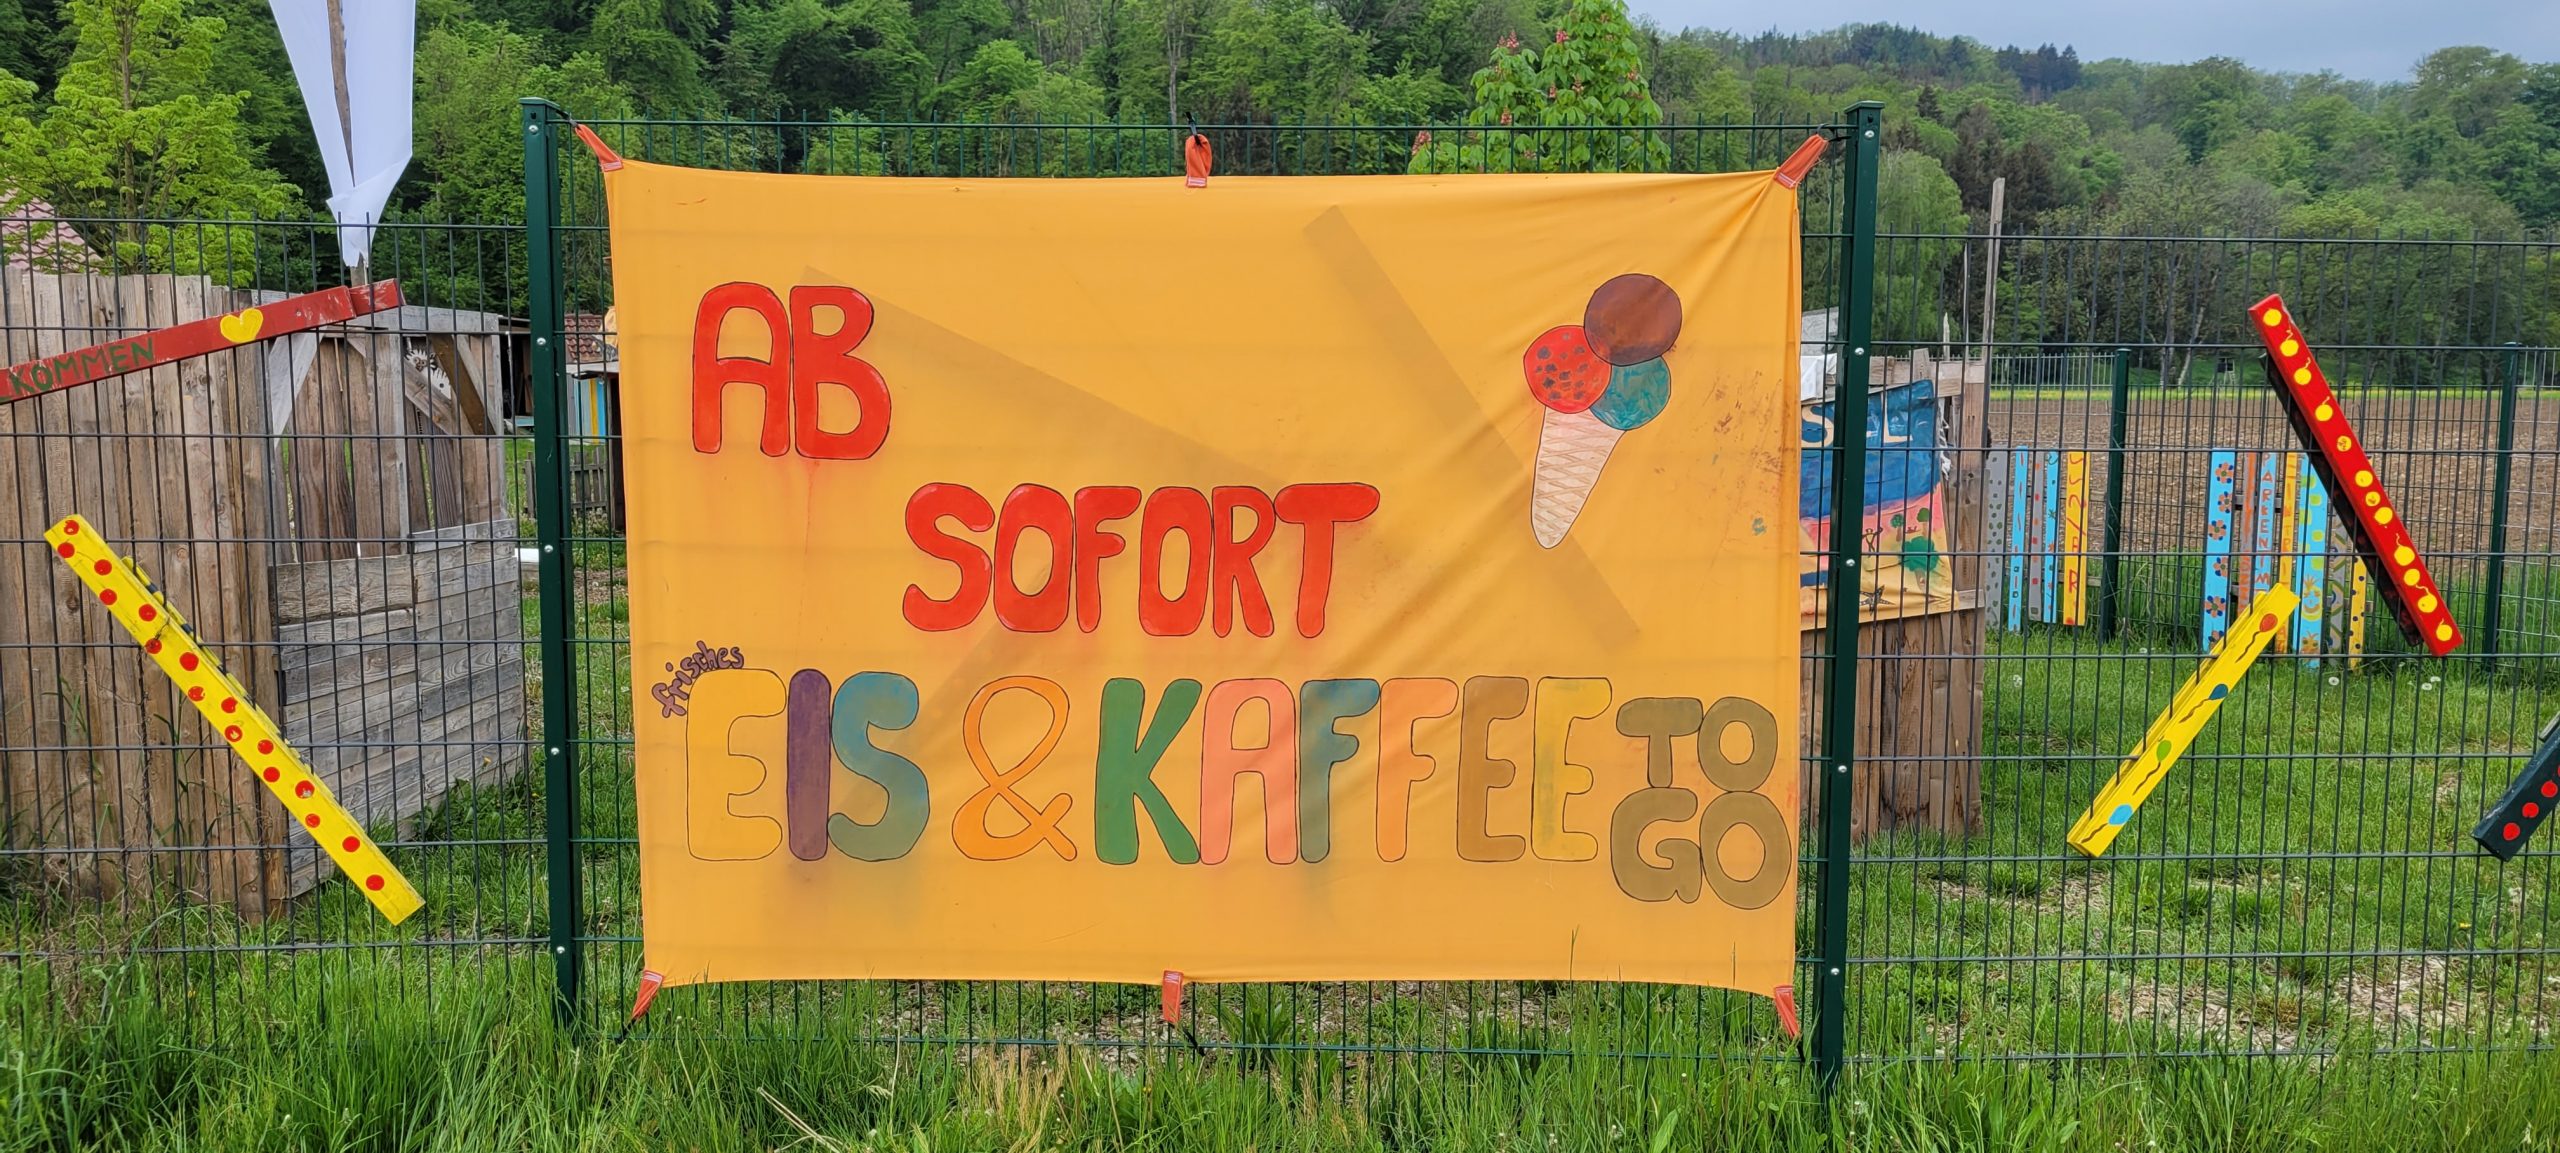 KOMMEN
AB
SOFORT
frisches
EIS & KAFFEE TO
GO